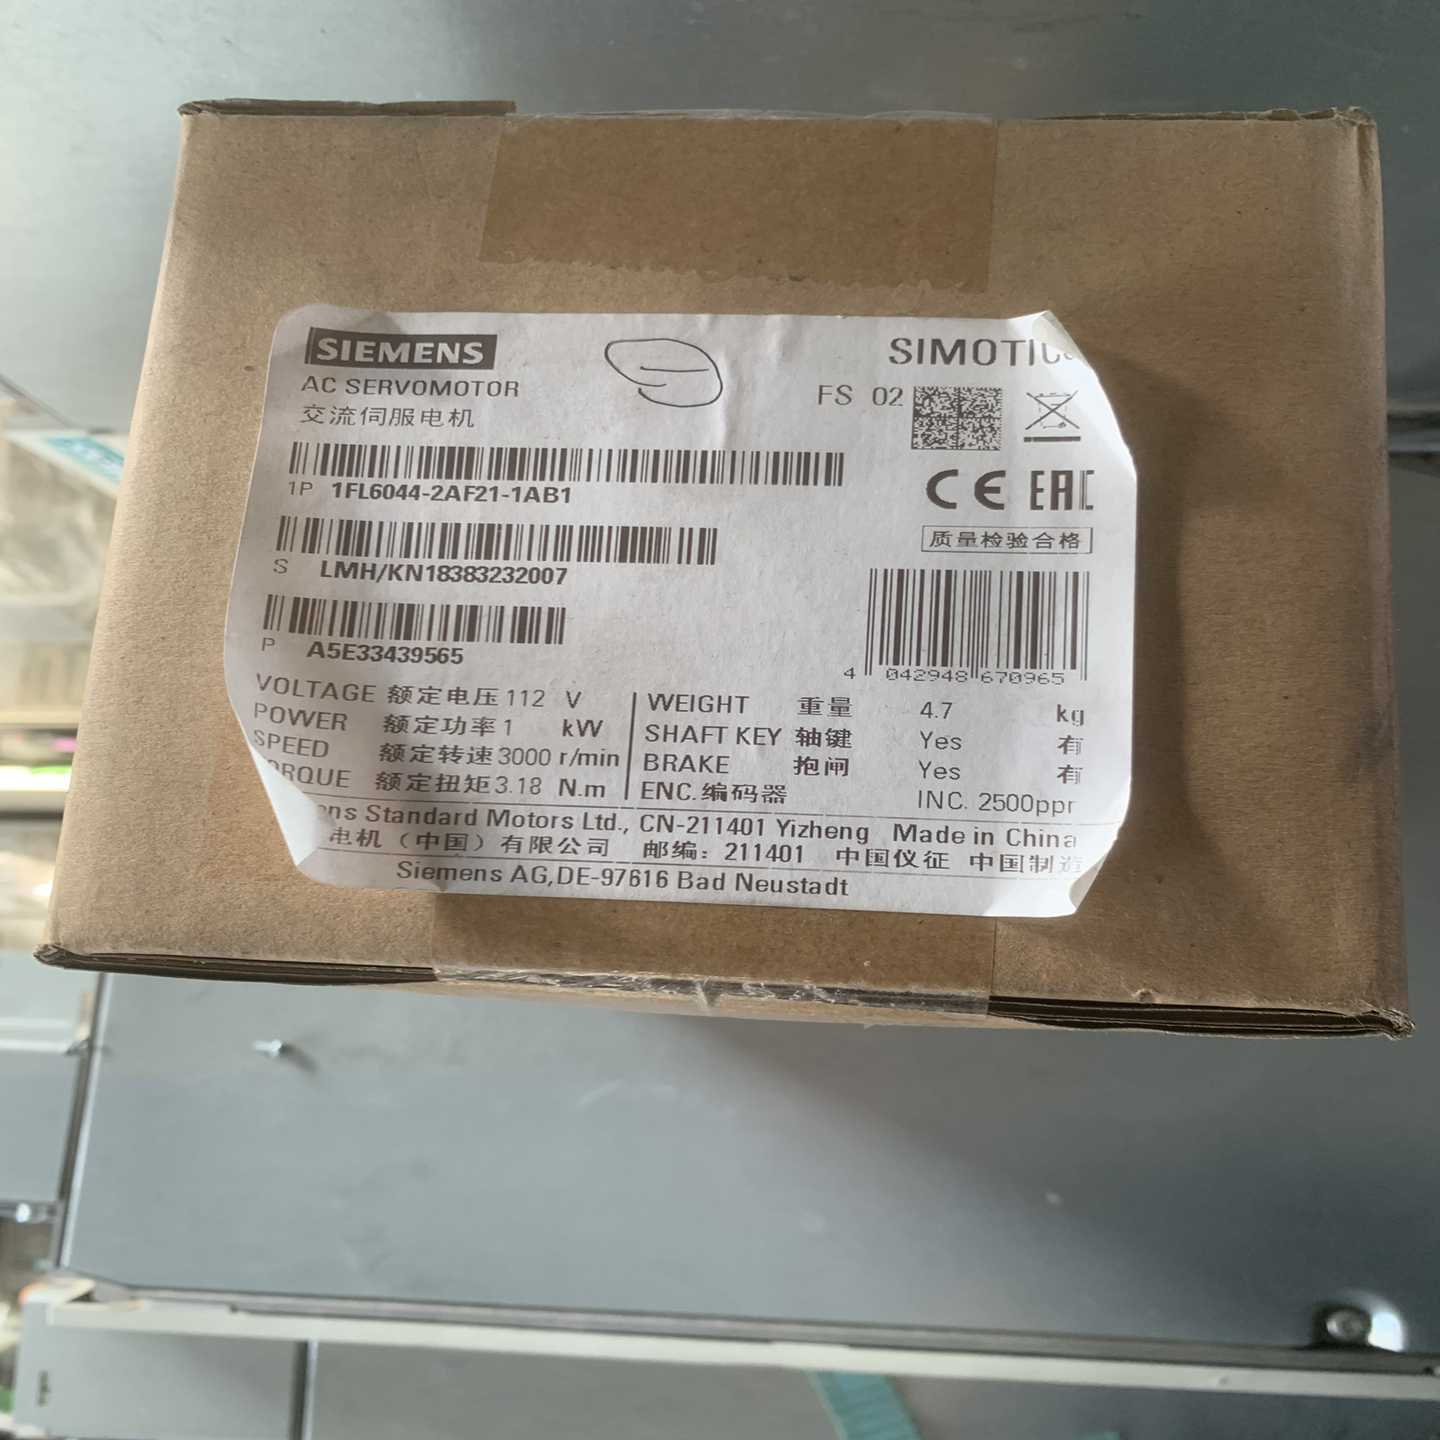 SIEMENS
SIMOTIC
AC SERVOMOTOR
FS 02
交流伺服电机
1P 1FL6044-2AF21-1AB1
CE EAC
质量检验合格
S LMH/KN18383232007
P A5E33439565
4 042948 670965
VOLTAGE 额定电压 112 V
POWER 额定功率 1 kW
SPEED 额定转速 3000 r/min
RQUE 额定扭矩 3.18 N.m
WEIGHT 重量 4.7 kg
SHAFT KEY 轴键 Yes 有
BRAKE 抱闸 Yes 有
ENC. 编码器 INC. 2500ppr
ens Standard Motors Ltd., CN-211401 Yizheng Made in China
电机（中国）有限公司 邮编：211401 中国仪征 中国制造
Siemens AG,DE-97616 Bad Neustadt